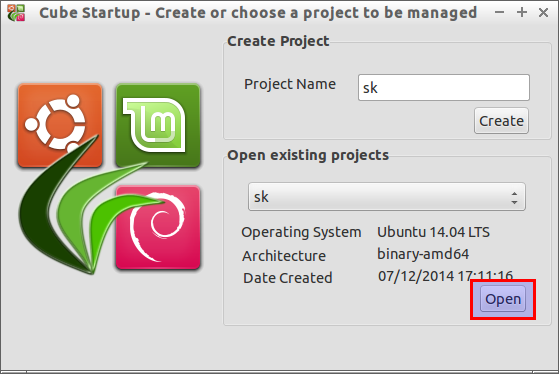 Cube Startup - Create or choose a project to be managed
Create Project
Project Name
sk
Create
Open existing projects
sk
Operating System Ubuntu 14.04 LTS
Architecture binary-amd64
Date Created 07/12/2014 17:11:16
Open